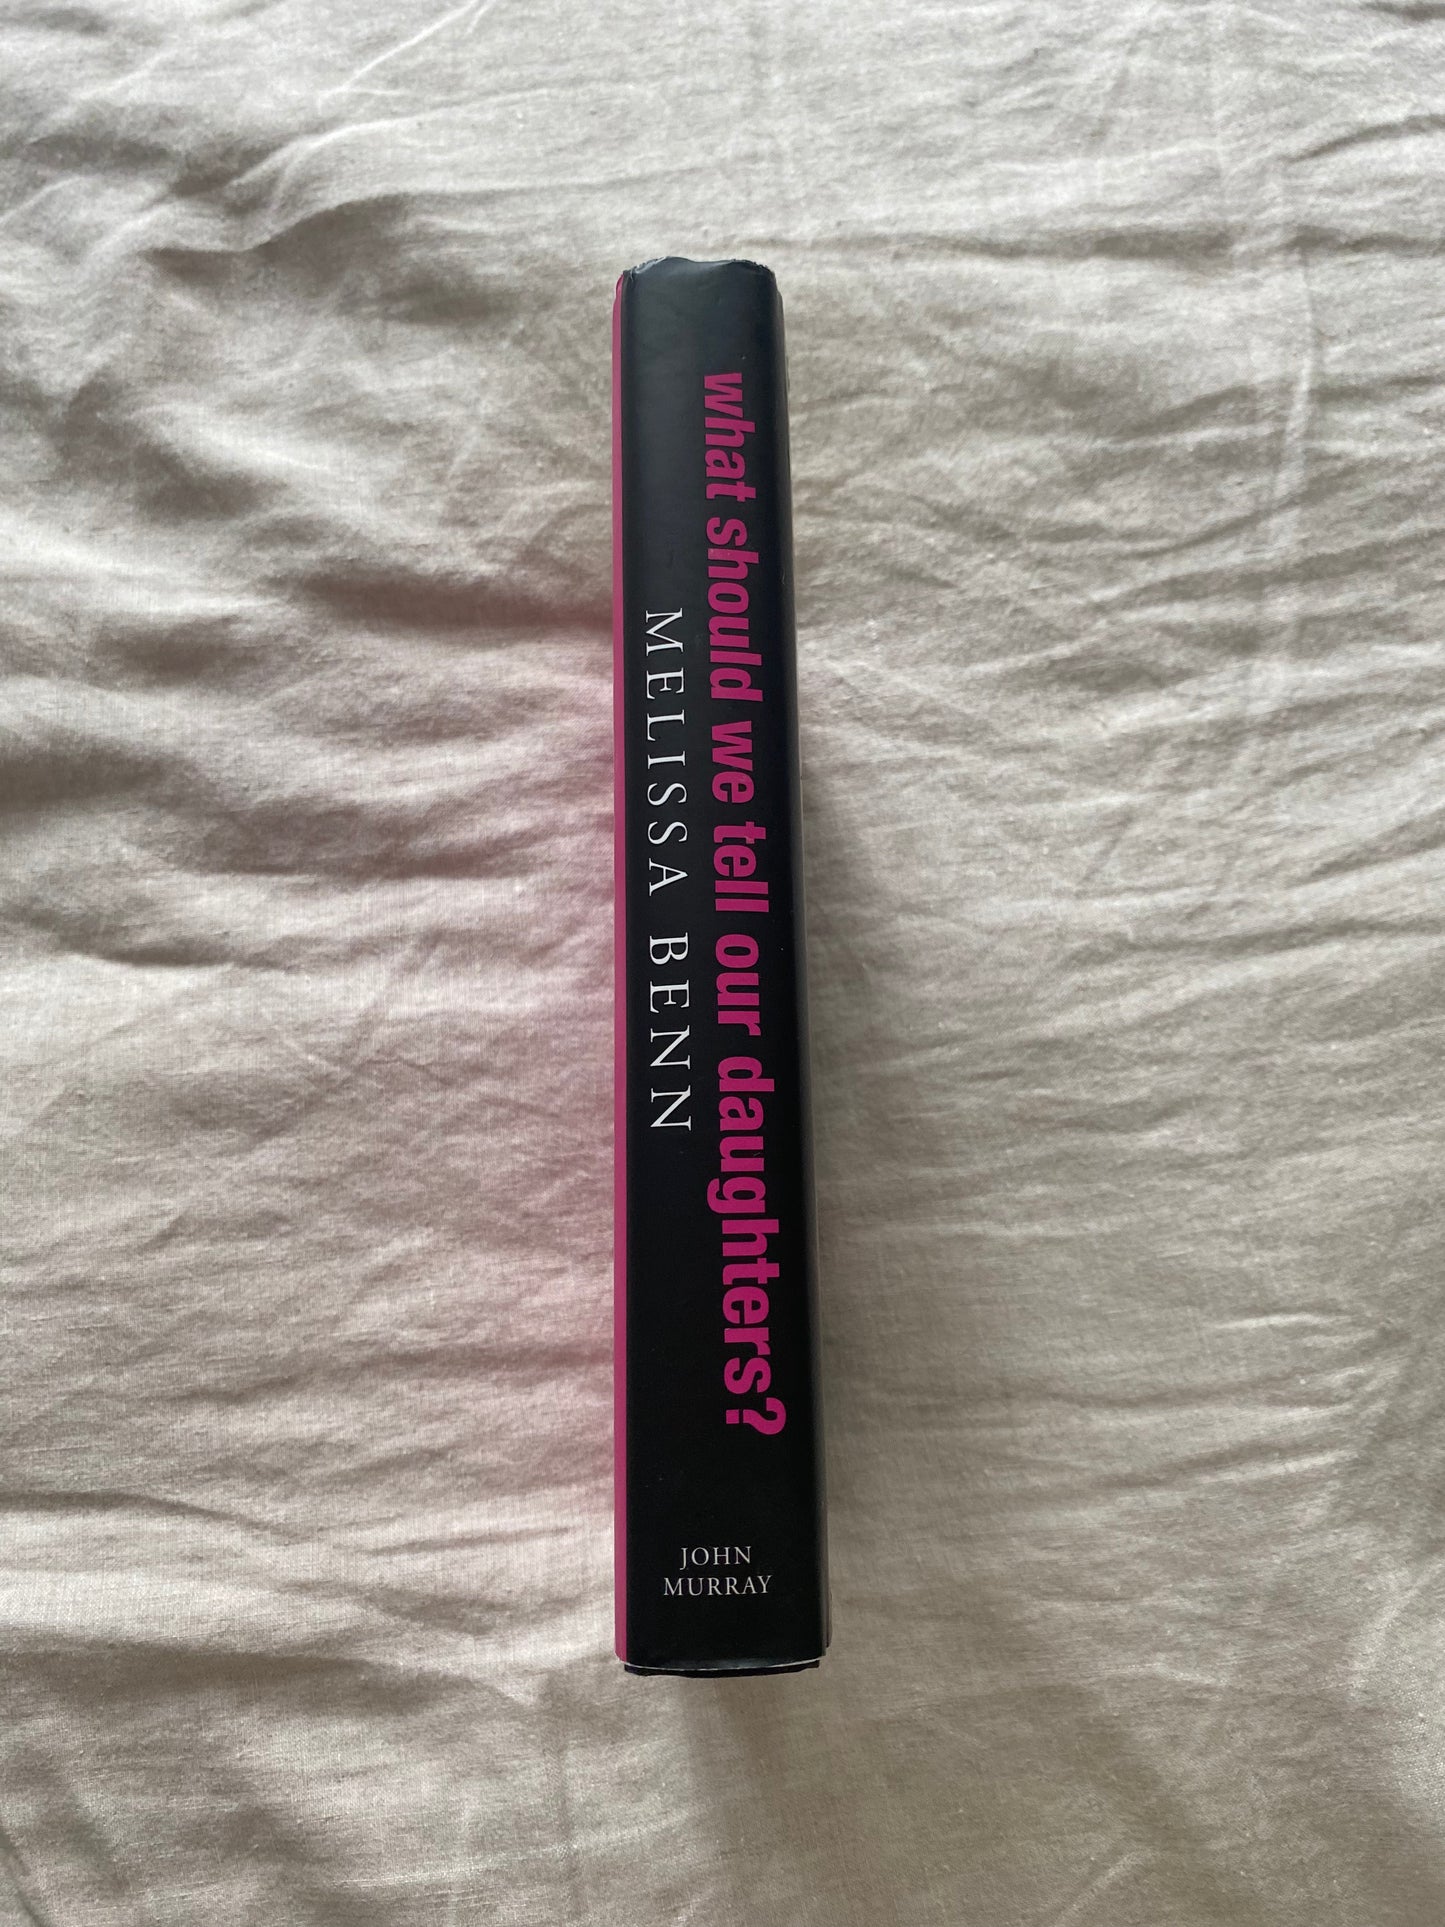 what should we tell our daughters?
MELISSA BENN
JOHN
MURRAY